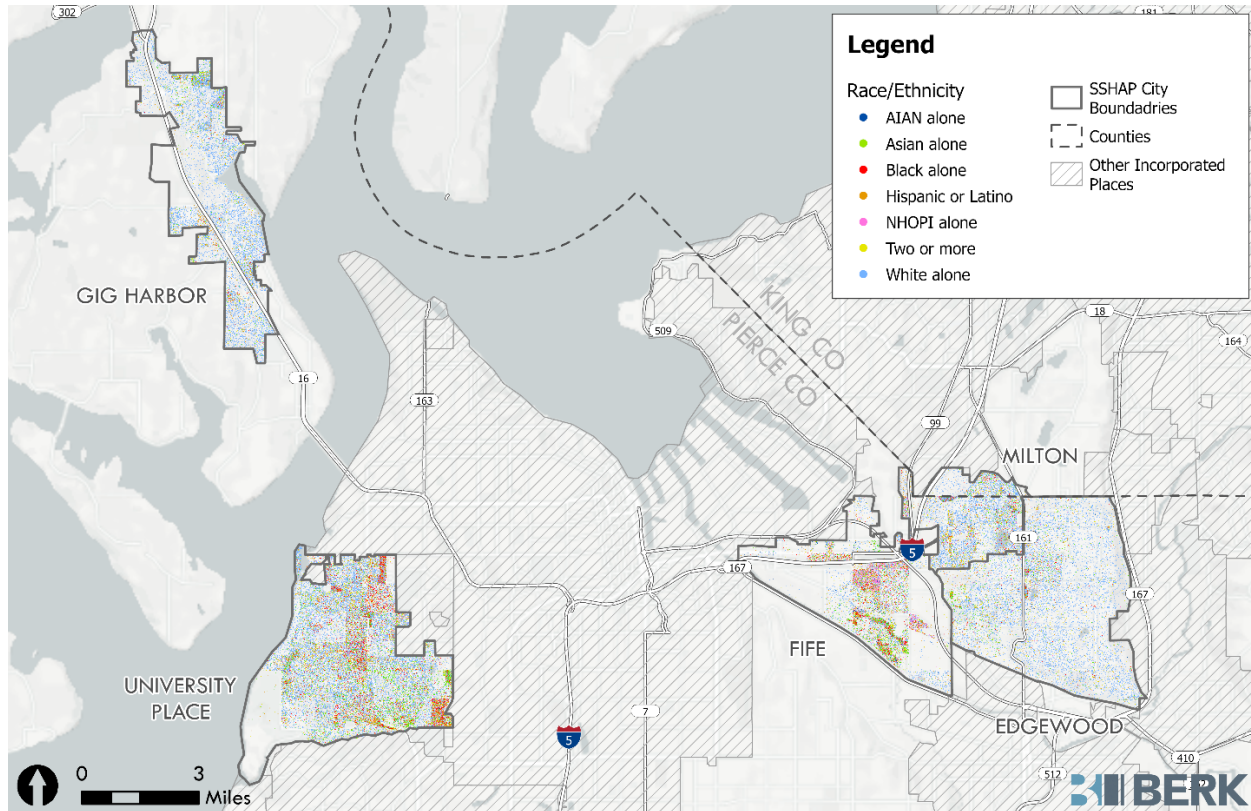 302
181
Legend
Race/Ethnicity
AIAN alone
Asian alone
Black alone
Hispanic or Latino
NHOPI alone
Two or more
White alone
SSHAP City
Boundadries
Counties
Other Incorporated
Places
GIG HARBOR
KING CO
PIERCE CO
509
18
164
16
163
99
MILTON
161
5
167
167
FIFE
UNIVERSITY
PLACE
EDGEWOOD
7
5
410
512
0 3
Miles
BERK